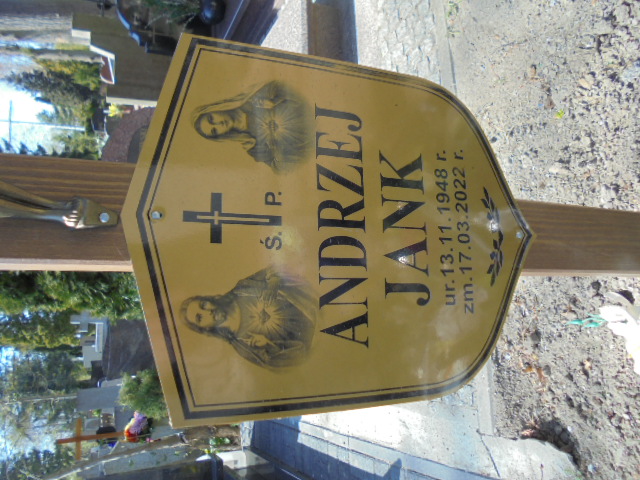 Ś. P.
ANDRZEJ
JANK
ur.13.11.1948 r.
zm.17.03.2022 r.